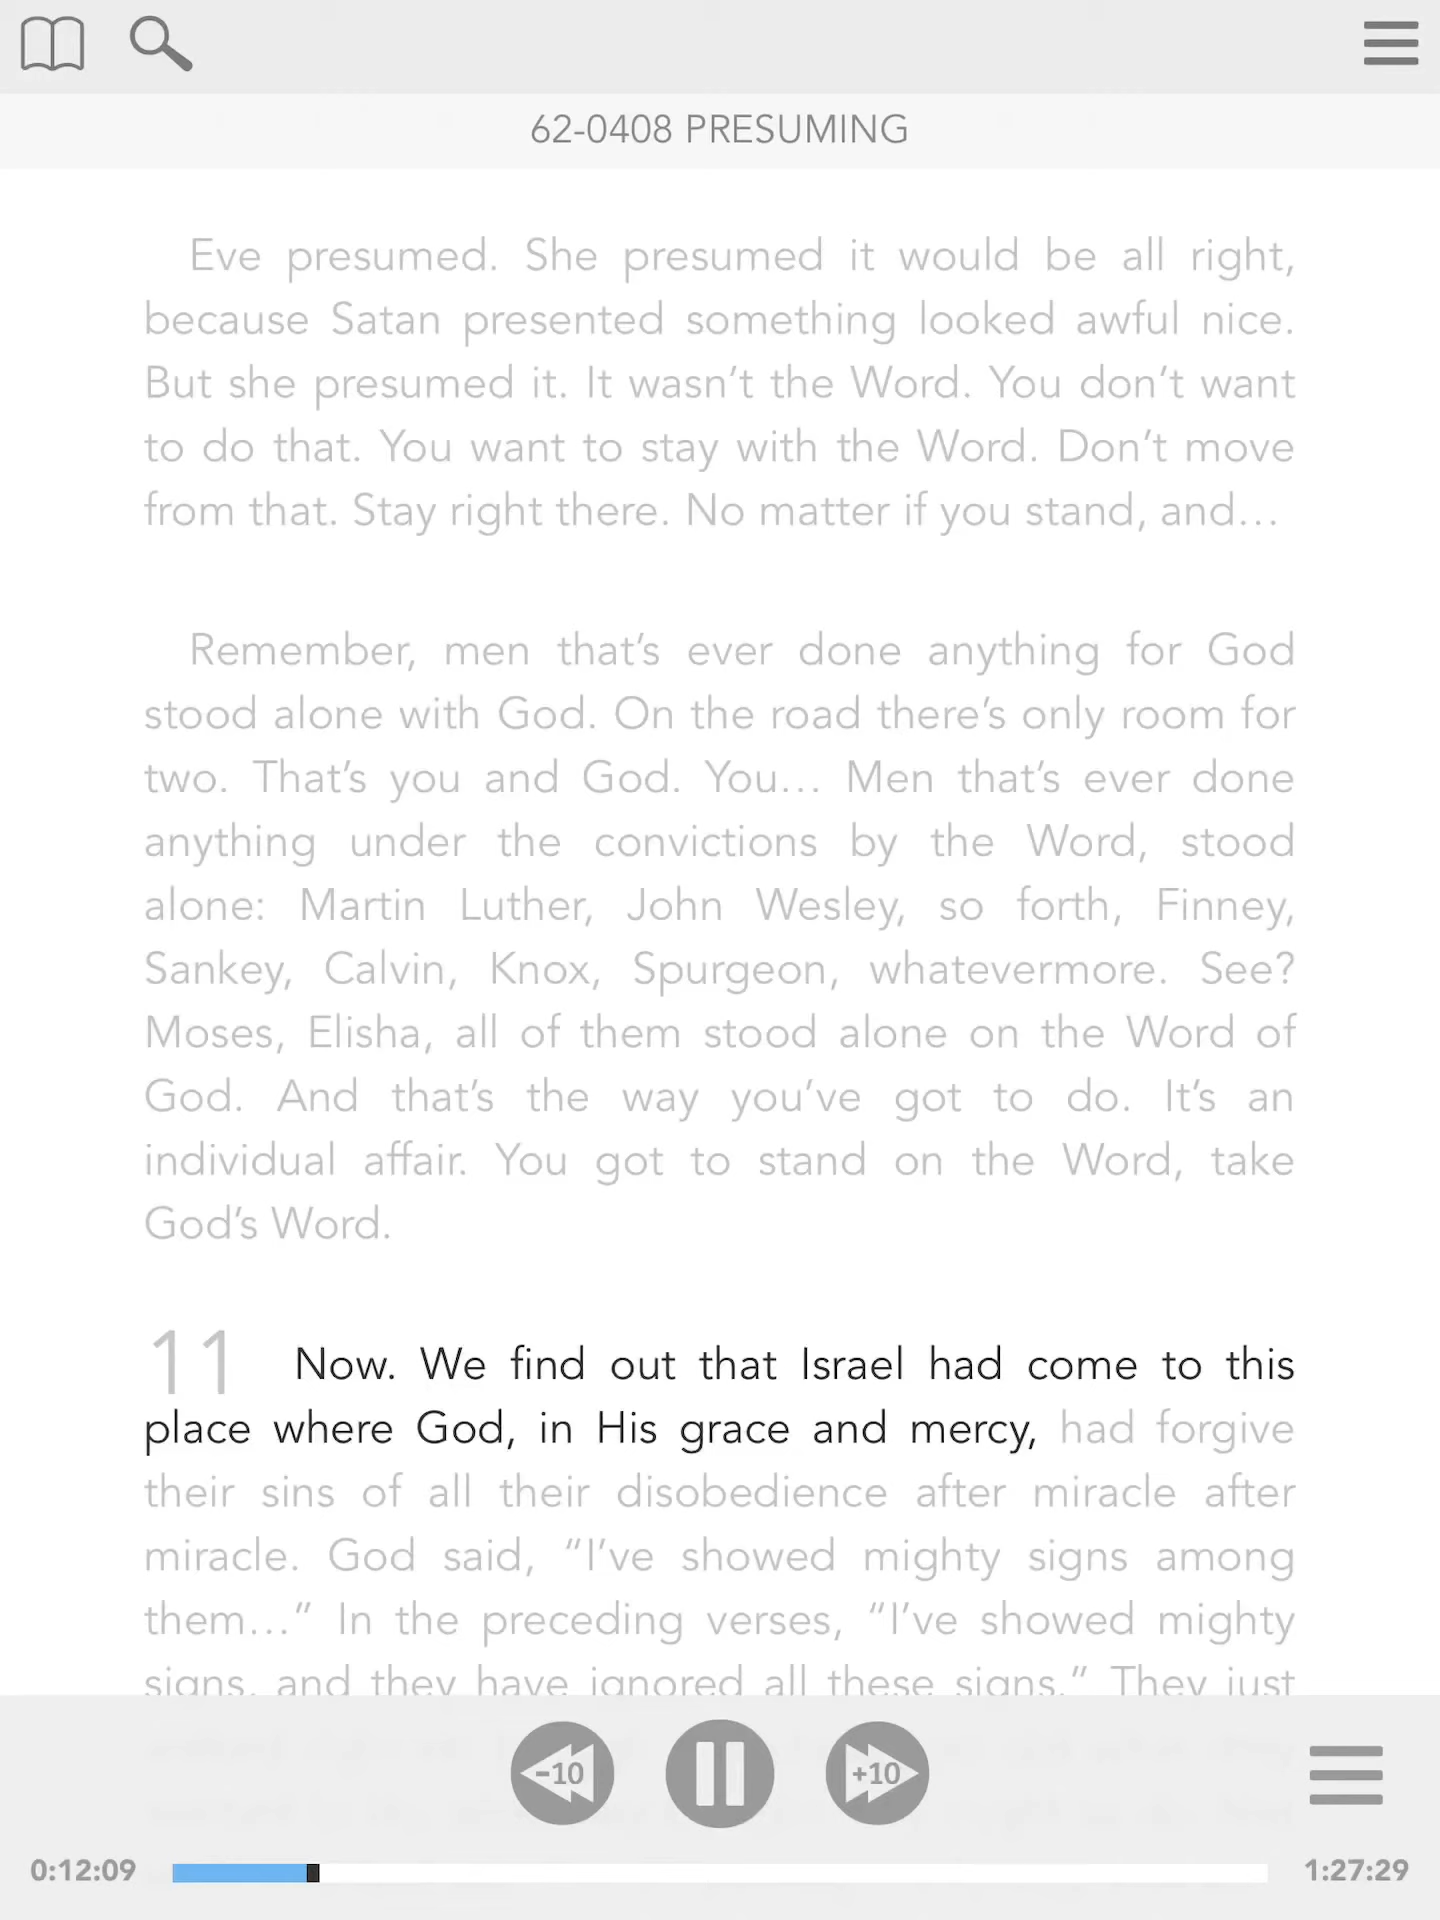 62-0408 PRESUMING
Eve presumed. She presumed it would be all right,
because Satan presented something looked awful nice.
But she presumed it. It wasn’t the Word. You don’t want
to do that. You want to stay with the Word. Don’t move
from that. Stay right there. No matter if you stand, and…
Remember, men that’s ever done anything for God
stood alone with God. On the road there’s only room for
two. That’s you and God. You… Men that’s ever done
anything under the convictions by the Word, stood
alone: Martin Luther, John Wesley, so forth, Finney,
Sankey, Calvin, Knox, Spurgeon, whatevermore. See?
Moses, Elisha, all of them stood alone on the Word of
God. And that’s the way you’ve got to do. It’s an
individual affair. You got to stand on the Word, take
God’s Word.
11 Now. We find out that Israel had come to this
place where God, in His grace and mercy, had forgive
their sins of all their disobedience after miracle after
miracle. God said, “I’ve showed mighty signs among
them…” In the preceding verses, “I’ve showed mighty
signs, and they have ignored all these signs.” They just
-10 +10
0:12:09 1:27:29